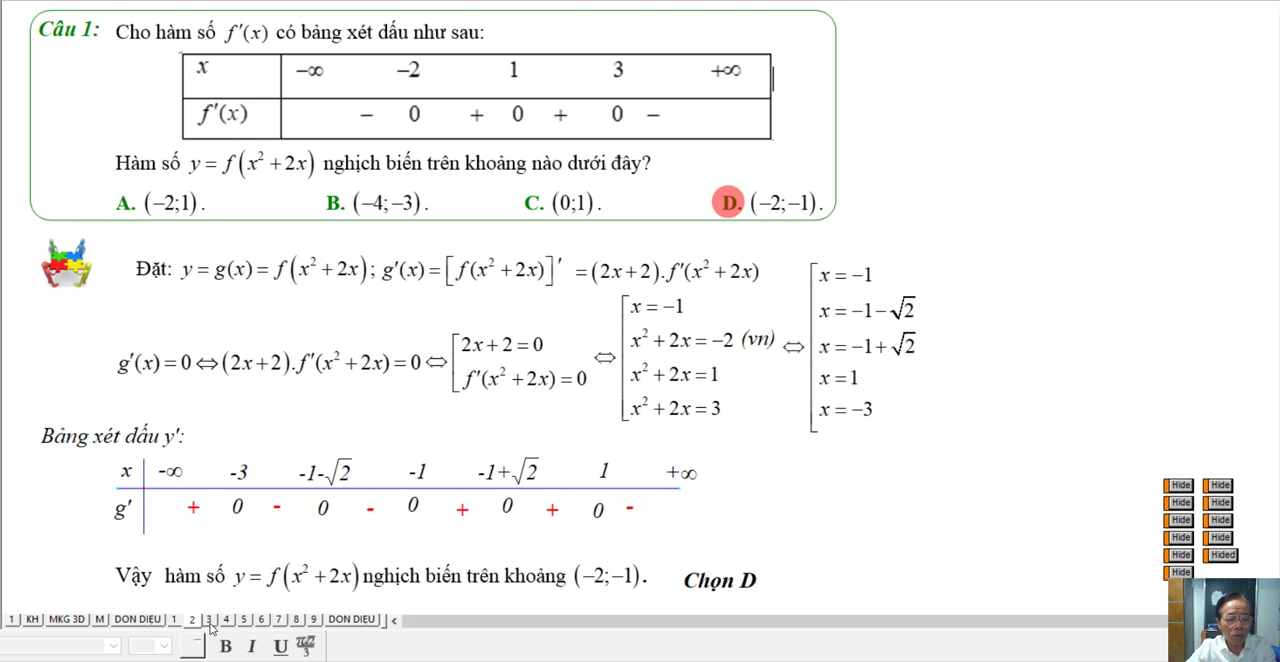 Câu 1: Cho hàm số f'(x) có bảng xét dấu như sau:
x −∞ −2 1 3 +∞
f'(x) − 0 + 0 + 0 −
Hàm số y = f(x² + 2x) nghịch biến trên khoảng nào dưới đây?
A. (−2;1). B. (−4;−3). C. (0;1). D. (−2;−1).
Đặt: y = g(x) = f(x² + 2x); g'(x) = [f(x² + 2x)]' = (2x + 2).f'(x² + 2x)
g'(x) = 0 ⇔ (2x + 2).f'(x² + 2x) = 0 ⇔
2x + 2 = 0
f'(x² + 2x) = 0
⇔
x = −1
x² + 2x = −2 (vn)
x² + 2x = 1
x² + 2x = 3
⇔
x = −1
x = −1 − √2
x = −1 + √2
x = 1
x = −3
Bảng xét dấu y':
x -∞ -3 -1-√2 -1 -1+√2 1 +∞
g' + 0 - 0 - 0 + 0 + 0 -
Vậy hàm số y = f(x² + 2x) nghịch biến trên khoảng (−2;−1). Chọn D
Hide Hide
Hide Hide
Hide Hide
Hide Hide
Hide Hided
Hide
1 KH MKG 3D M DON DIEU 1 2 3 4 5 6 7 8 9 DON DIEU
B I U